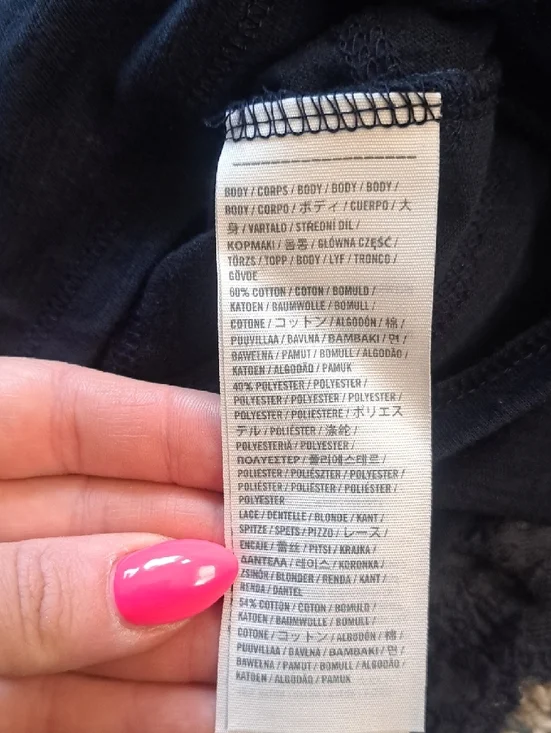 BODY / CORPS / BODY / BODY / BODY /
BODY / CORPO / ボディ / CUERPO / 大
身 / VARTALO / STŘEDNÍ DÍL /
ΚΟΡΜΑΚΙ / 몸통 / GŁÓWNA CZĘŚĆ /
TÖRZS / TOPP / BODY / LYF / TRONCO /
GÖVDE
60% COTTON / COTON / BOMULD /
KATOEN / BAUMWOLLE / BOMULL /
COTONE / コットン / ALGODÓN / 棉 /
PUUVILLAA / BAVLNA / ΒΑΜΒΑΚΙ / 면 /
BAWEŁNA / PAMUT / BOMULL / ALGODÃO /
KATOEN / ALGODÃO / PAMUK
40% POLYESTER / POLYESTER /
POLYESTER / POLYESTER / POLYESTER /
POLYESTER / POLIESTERE / ポリエス
テル / POLIÉSTER / 涤纶 /
POLYESTERIÄ / POLYESTER /
ΠΟΛΥΕΣΤΕΡ / 폴리에스테르 /
POLIESTER / POLIÉSZTER / POLYESTER /
POLIÉSTER / POLIÉSTER / POLIÉSTER /
POLYESTER
LACE / DENTELLE / BLONDE / KANT /
SPITZE / SPETS / PIZZO / レース /
ENCAJE / 蕾丝 / PITSI / KRAJKA /
ΔΑΝΤΕΛΑ / 레이스 / KORONKA /
ZSINÓR / BLONDER / RENDA / KANT /
RENDA / DANTEL
54% COTTON / COTON / BOMULD /
KATOEN / BAUMWOLLE / BOMULL /
COTONE / コットン / ALGODÓN / 棉 /
PUUVILLAA / BAVLNA / ΒΑΜΒΑΚΙ / 면 /
BAWEŁNA / PAMUT / BOMULL / ALGODÃO /
KATOEN / ALGODÃO / PAMUK